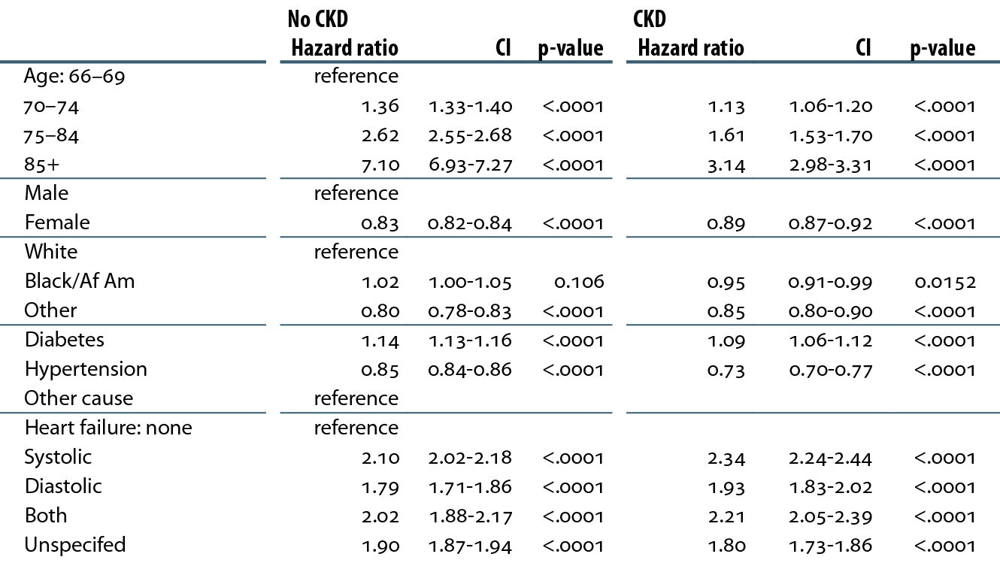 No CKD CKD
Hazard ratio CI p-value Hazard ratio CI p-value
Age: 66–69 reference
70–74 1.36 1.33-1.40 <.0001 1.13 1.06-1.20 <.0001
75–84 2.62 2.55-2.68 <.0001 1.61 1.53-1.70 <.0001
85+ 7.10 6.93-7.27 <.0001 3.14 2.98-3.31 <.0001
Male reference
Female 0.83 0.82-0.84 <.0001 0.89 0.87-0.92 <.0001
White reference
Black/Af Am 1.02 1.00-1.05 0.106 0.95 0.91-0.99 0.0152
Other 0.80 0.78-0.83 <.0001 0.85 0.80-0.90 <.0001
Diabetes 1.14 1.13-1.16 <.0001 1.09 1.06-1.12 <.0001
Hypertension 0.85 0.84-0.86 <.0001 0.73 0.70-0.77 <.0001
Other cause reference
Heart failure: none reference
Systolic 2.10 2.02-2.18 <.0001 2.34 2.24-2.44 <.0001
Diastolic 1.79 1.71-1.86 <.0001 1.93 1.83-2.02 <.0001
Both 2.02 1.88-2.17 <.0001 2.21 2.05-2.39 <.0001
Unspecifed 1.90 1.87-1.94 <.0001 1.80 1.73-1.86 <.0001